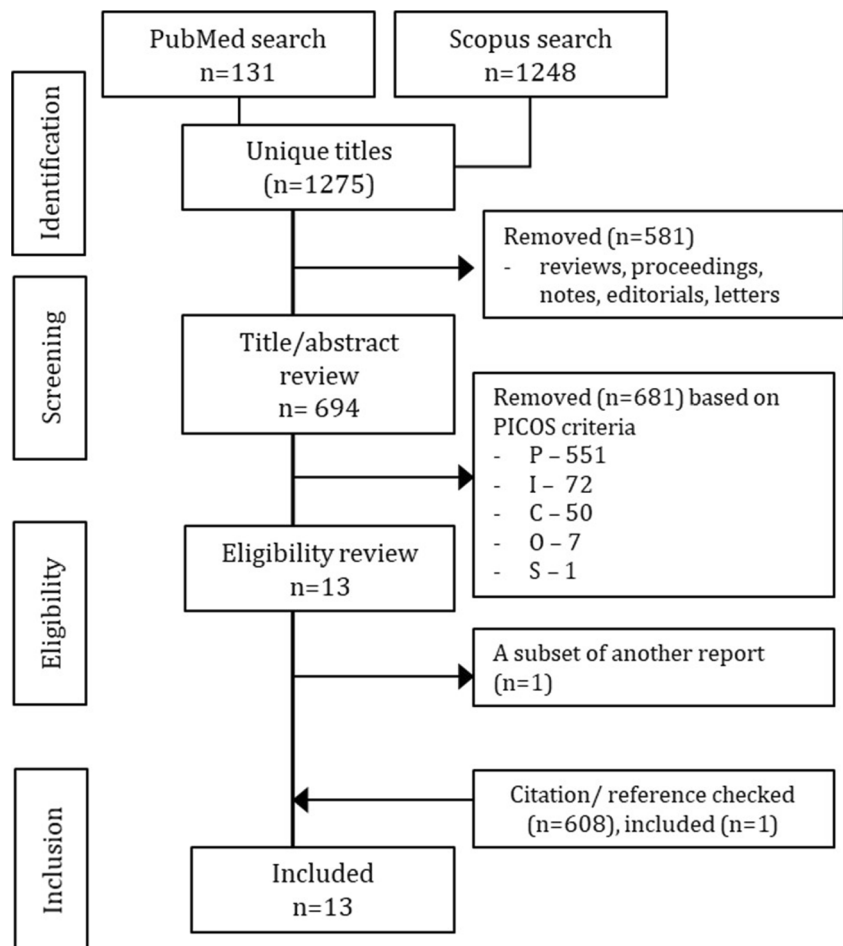 PubMed search
n=131
Scopus search
n=1248
Identification
Unique titles
(n=1275)
Removed (n=581)
- reviews, proceedings,
notes, editorials, letters
Screening
Title/abstract
review
n= 694
Removed (n=681) based on
PICOS criteria
- P – 551
- I – 72
- C – 50
- O – 7
- S – 1
Eligibility
Eligibility review
n=13
A subset of another report
(n=1)
Inclusion
Citation/ reference checked
(n=608), included (n=1)
Included
n=13